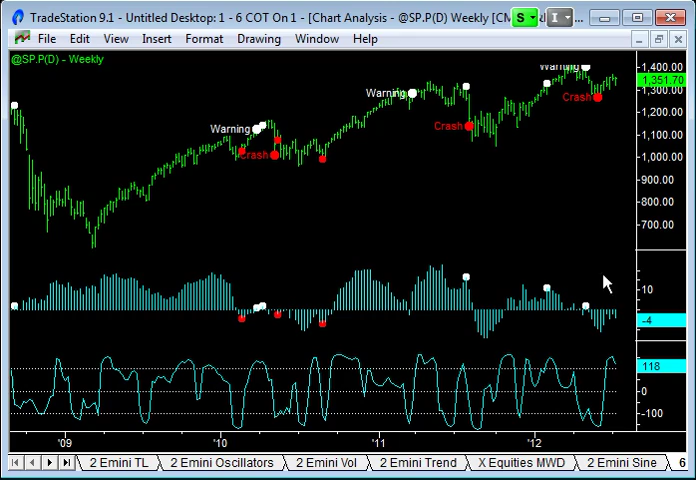 TradeStation 9.1 - Untitled Desktop: 1 - 6 COT On 1 - [Chart Analysis - @SP.P(D) Weekly [CM
S I
File Edit View Insert Format Drawing Window Help
@SP.P(D) - Weekly
Warning 1,400.00
1,351.70
Warning 1,300.00
Crash
1,200.00
Warning Crash
1,100.00
Crash 1,000.00
900.00
800.00
700.00
10
-4
118
0
-100
'09 '10 '11 '12
2 Emini TL 2 Emini Oscillators 2 Emini Vol 2 Emini Trend X Equities MWD 2 Emini Sine 6